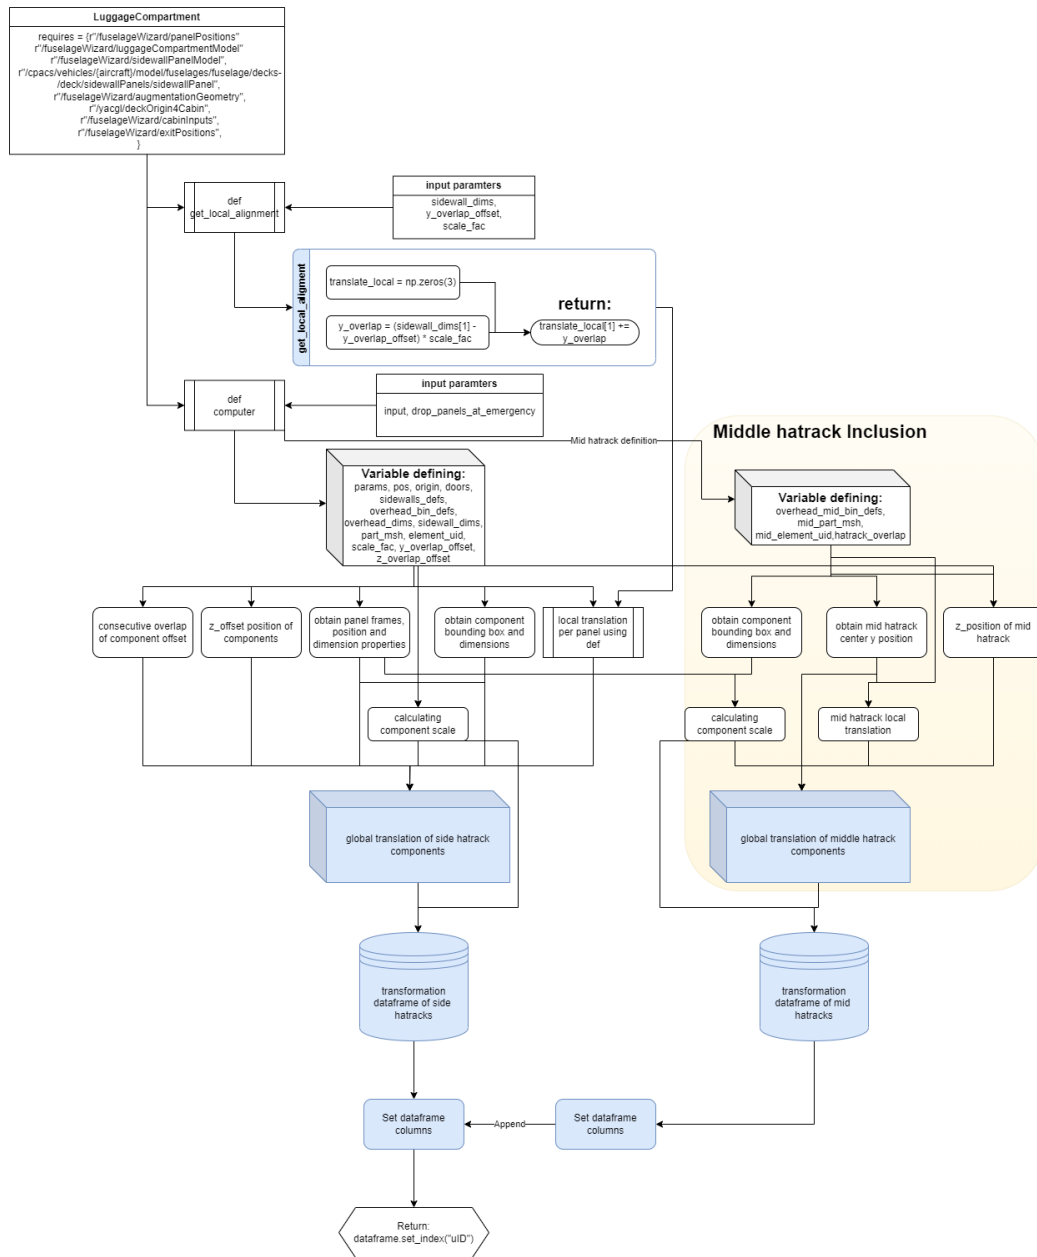 LuggageCompartment
requires = {r"/fuselageWizard/panelPositions"
r"/fuselageWizard/luggageCompartmentModel"
r"/fuselageWizard/sidewallPanelModel",
r"/cpacs/vehicles/{aircraft}/model/fuselages/fuselage/decks-
/deck/sidewallPanels/sidewallPanel",
r"/fuselageWizard/augmentationGeometry",
r"/yacgl/deckOrigin4Cabin",
r"/fuselageWizard/cabinInputs",
r"/fuselageWizard/exitPositions",
}
def
get_local_alignment
input paramters
sidewall_dims,
y_overlap_offset,
scale_fac
get_local_aligment
translate_local = np.zeros(3)
y_overlap = (sidewall_dims[1] -
y_overlap_offset) * scale_fac
return:
translate_local[1] +=
y_overlap
def
computer
input paramters
input, drop_panels_at_emergency
Mid hatrack definition
Middle hatrack Inclusion
Variable defining:
params, pos, origin, doors,
sidewalls_defs,
overhead_bin_defs,
overhead_dims, sidewall_dims,
part_msh, element_uid,
scale_fac, y_overlap_offset,
z_overlap_offset
Variable defining:
overhead_mid_bin_defs,
mid_part_msh,
mid_element_uid,hatrack_overlap
consecutive overlap
of component offset
z_offset position of
components
obtain panel frames,
position and
dimension properties
obtain component
bounding box and
dimensions
local translation
per panel using
def
obtain component
bounding box and
dimensions
obtain mid hatrack
center y position
z_position of mid
hatrack
calculating
component scale
calculating
component scale
mid hatrack local
translation
global translation of side hatrack
components
global translation of middle hatrack
components
transformation
dataframe of side
hatracks
transformation
dataframe of mid
hatracks
Set dataframe
columns
Append
Set dataframe
columns
Return:
dataframe.set_index("uID")